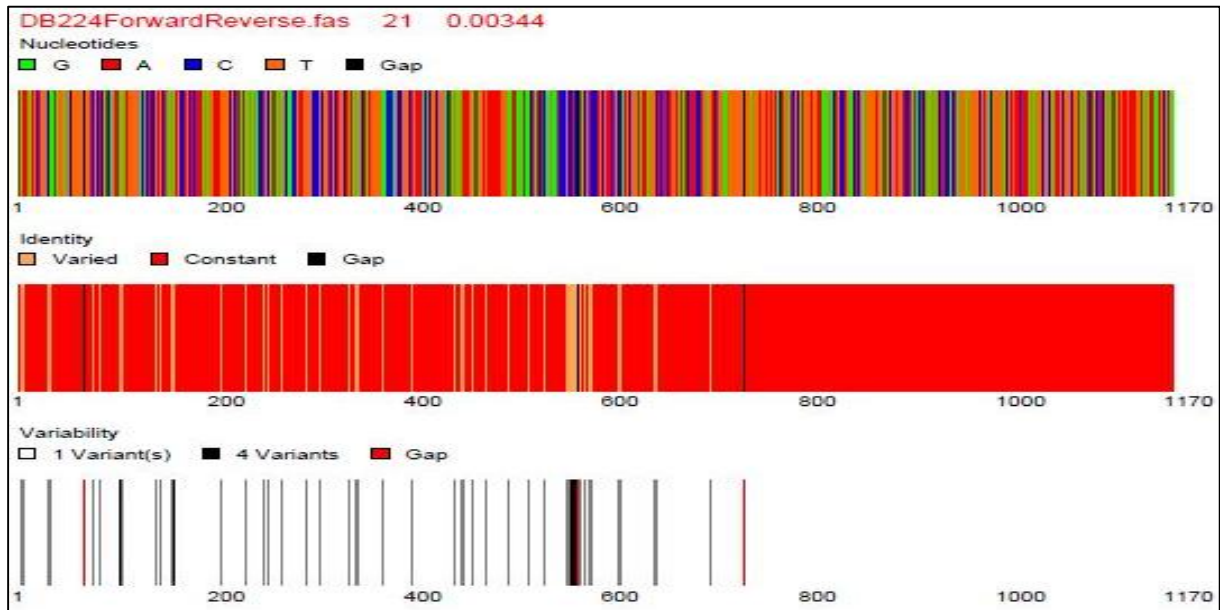 DB224ForwardReverse.fas 21 0.00344
Nucleotides
G A C T Gap
1 200 400 600 800 1000 1170
Identity
Varied Constant Gap
1 200 400 600 800 1000 1170
Variability
1 Variant(s) 4 Variants Gap
1 200 400 600 800 1000 1170